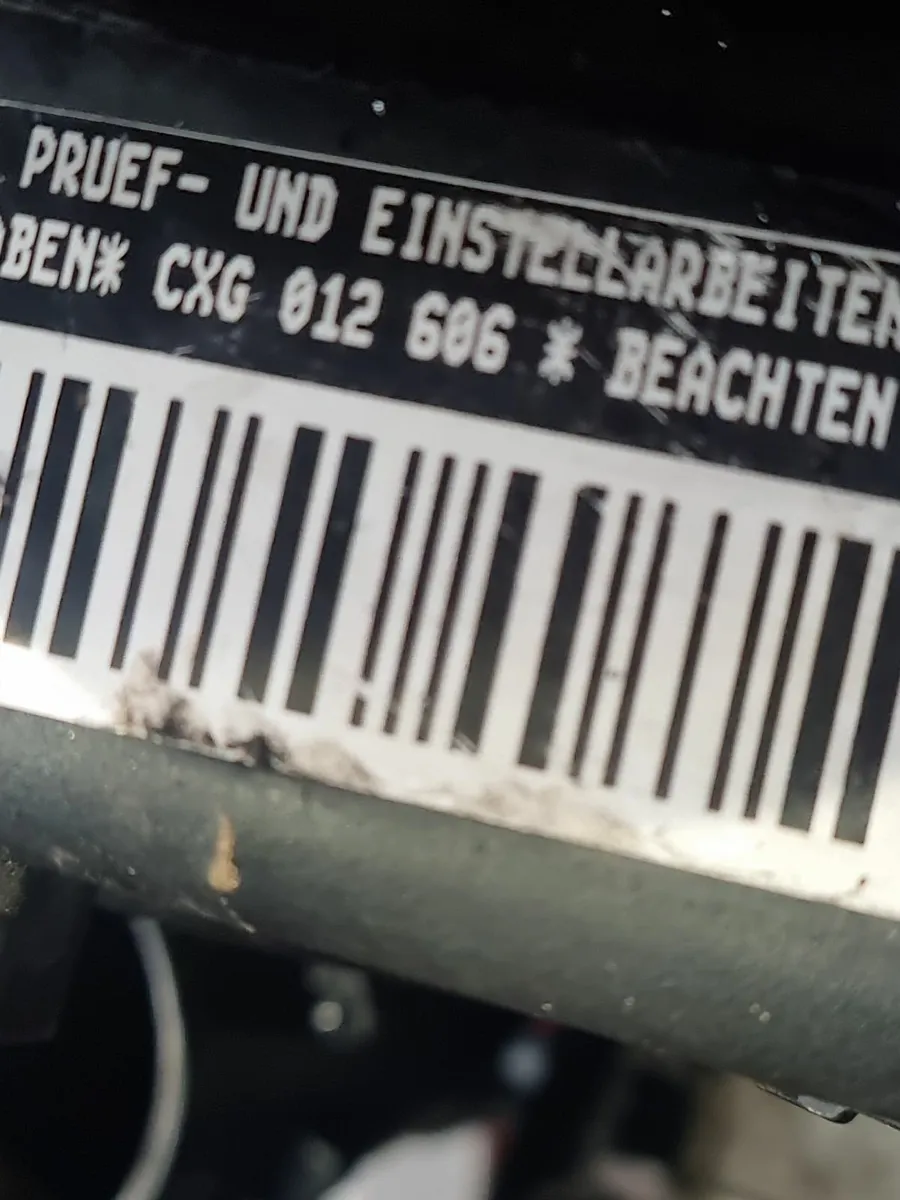 PRUEF- UND EINSTELLARBEITEN
OBEN* CXG 012 606 * BEACHTEN